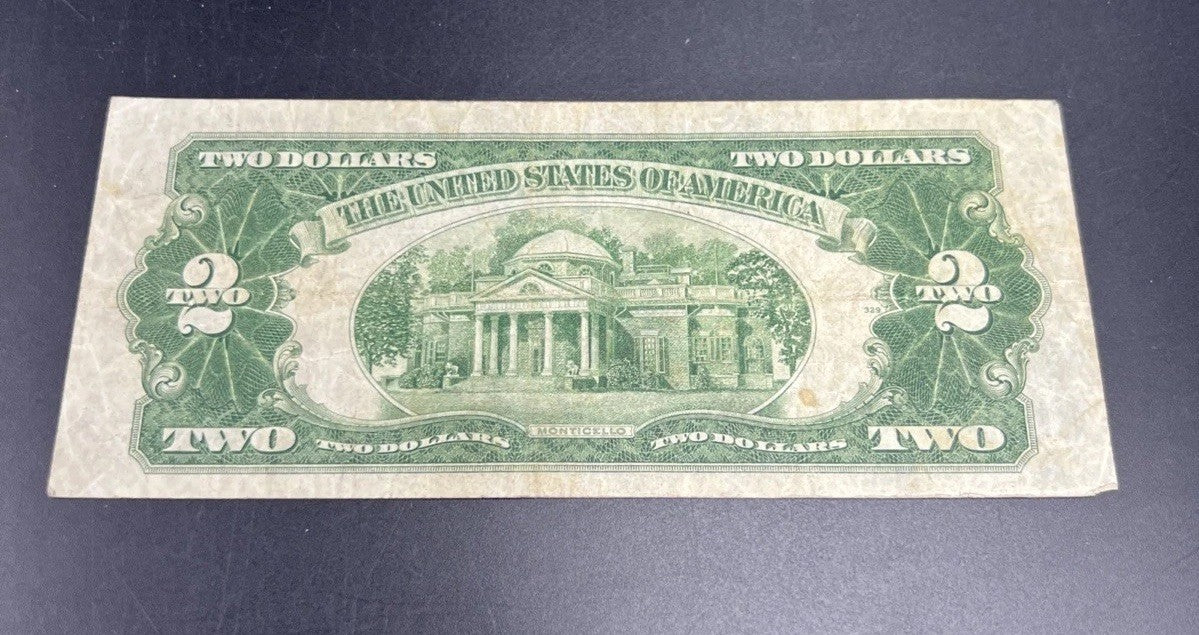 TWO DOLLARS TWO DOLLARS
THE UNITED STATES OF AMERICA
2 2
TWO TWO
329
TWO TWO DOLLARS MONTICELLO TWO DOLLARS TWO